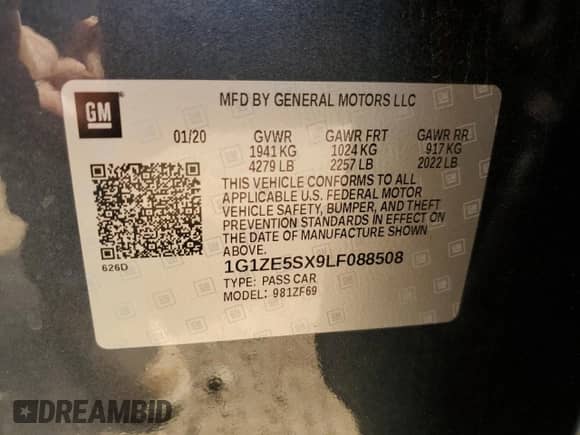 GM
MFD BY GENERAL MOTORS LLC
01/20 GVWR GAWR FRT GAWR RR
1941 KG 1024 KG 917 KG
4279 LB 2257 LB 2022 LB
THIS VEHICLE CONFORMS TO ALL
APPLICABLE U.S. FEDERAL MOTOR
VEHICLE SAFETY, BUMPER, AND THEFT
PREVENTION STANDARDS IN EFFECT ON
THE DATE OF MANUFACTURE SHOWN
ABOVE.
626D
1G1ZE5SX9LF088508
TYPE: PASS CAR
MODEL: 981ZF69
DREAMBID